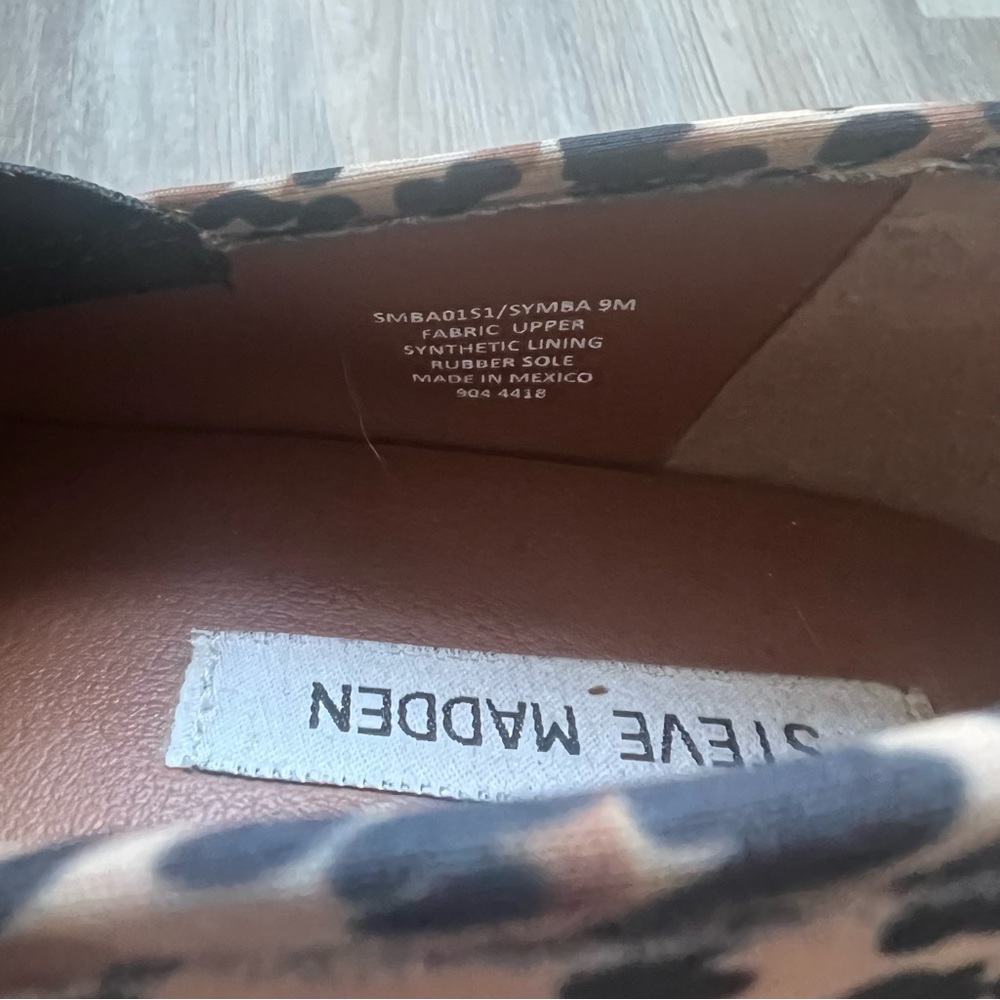 SMBA01S1/SYMBA 9M
FABRIC UPPER
SYNTHETIC LINING
RUBBER SOLE
MADE IN MEXICO
904 4418
STEVE MADDEN